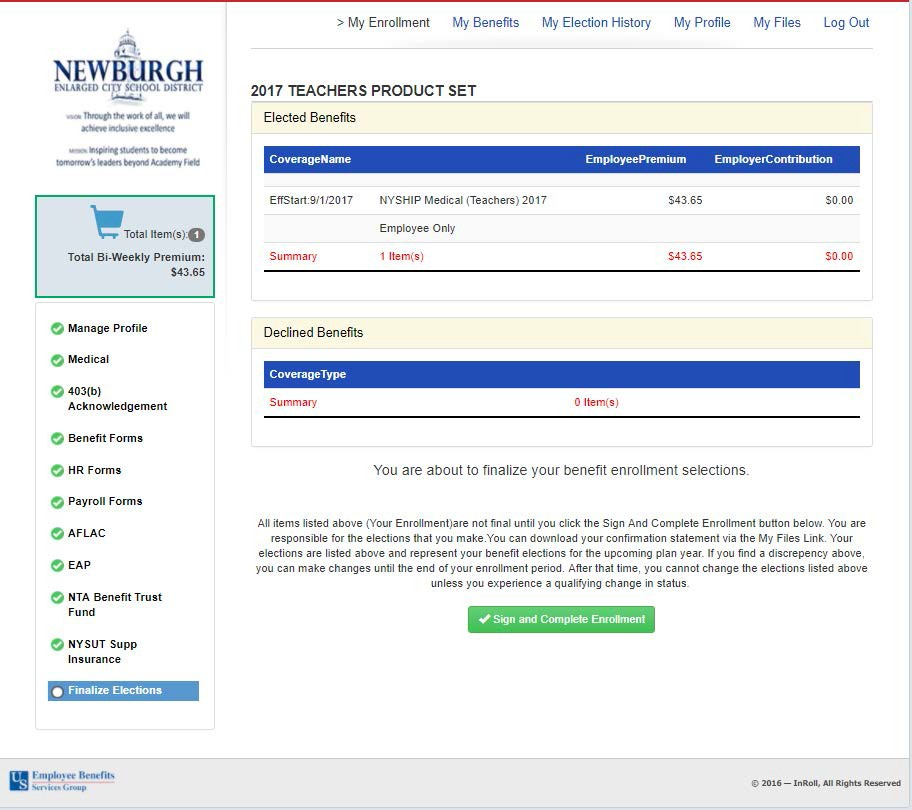 > My Enrollment My Benefits My Election History My Profile My Files Log Out
NEWBURGH
ENLARGED CITY SCHOOL DISTRICT
VISION: Through the work of all, we will
achieve inclusive excellence
MISSION: Inspiring students to become
tomorrow's leaders beyond Academy Field
Total Item(s): 1
Total Bi-Weekly Premium:
$43.65
Manage Profile
Medical
403(b)
Acknowledgement
Benefit Forms
HR Forms
Payroll Forms
AFLAC
EAP
NTA Benefit Trust
Fund
NYSUT Supp
Insurance
Finalize Elections
2017 TEACHERS PRODUCT SET
Elected Benefits
CoverageName EmployeePremium EmployerContribution
EffStart:9/1/2017 NYSHIP Medical (Teachers) 2017 $43.65 $0.00
Employee Only
Summary 1 Item(s) $43.65 $0.00
Declined Benefits
CoverageType
Summary 0 Item(s)
You are about to finalize your benefit enrollment selections.
All items listed above (Your Enrollment)are not final until you click the Sign And Complete Enrollment button below. You are
responsible for the elections that you make.You can download your confirmation statement via the My Files Link. Your
elections are listed above and represent your benefit elections for the upcoming plan year. If you find a discrepancy above,
you can make changes until the end of your enrollment period. After that time, you cannot change the elections listed above
unless you experience a qualifying change in status.
Sign and Complete Enrollment
US Employee Benefits
Services Group
© 2016 — InRoll, All Rights Reserved